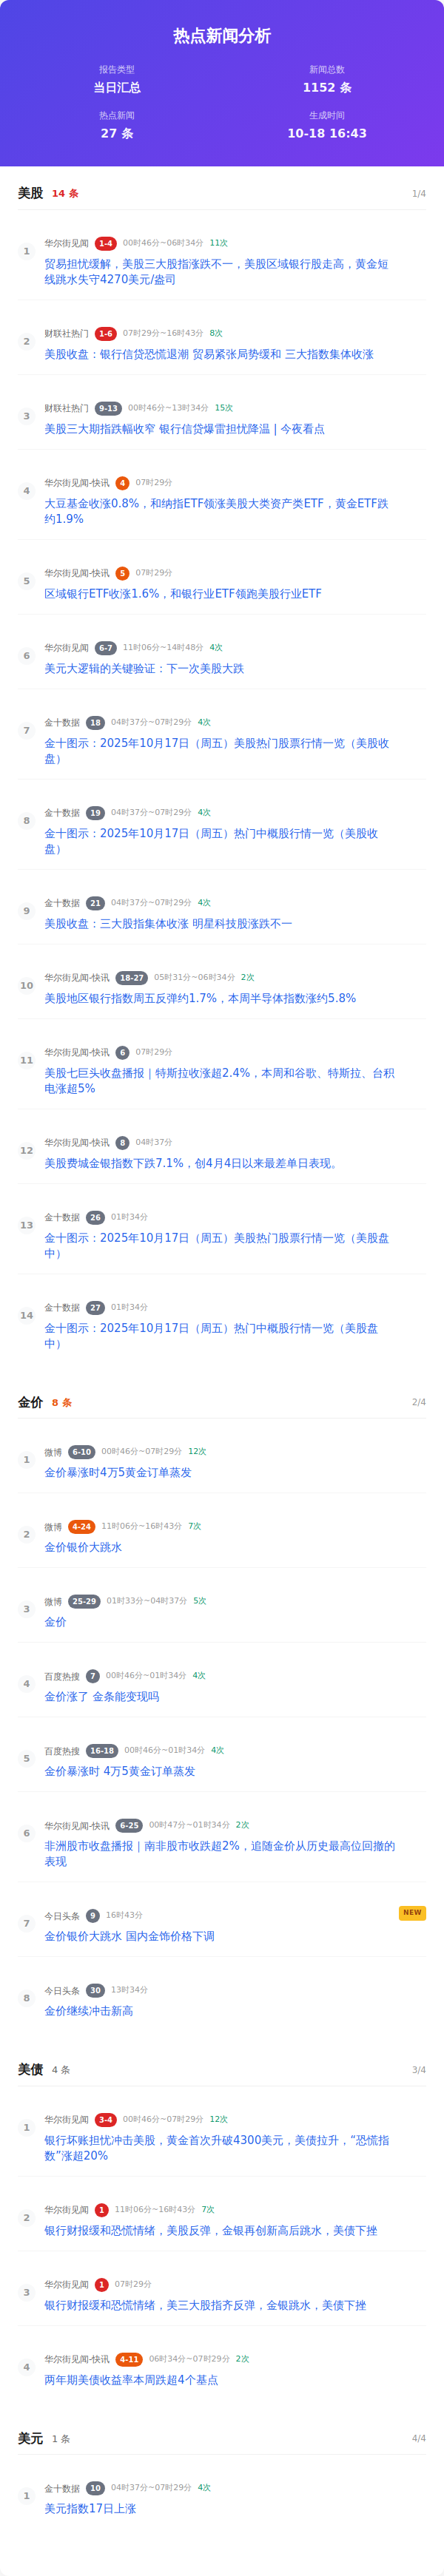 热点新闻分析
报告类型
新闻总数
当日汇总
1152 条
热点新闻
生成时间
27 条
10-18 16:43
美股 14 条 1/4
1 华尔街见闻 1-4 00时46分~06时34分 11次
贸易担忧缓解，美股三大股指涨跌不一，美股区域银行股走高，黄金短
线跳水失守4270美元/盎司
2 财联社热门 1-6 07时29分~16时43分 8次
美股收盘：银行信贷恐慌退潮 贸易紧张局势缓和 三大指数集体收涨
3 财联社热门 9-13 00时46分~13时34分 15次
美股三大期指跌幅收窄 银行信贷爆雷担忧降温 | 今夜看点
4 华尔街见闻-快讯 4 07时29分
大豆基金收涨0.8%，和纳指ETF领涨美股大类资产类ETF，黄金ETF跌
约1.9%
5 华尔街见闻-快讯 5 07时29分
区域银行ETF收涨1.6%，和银行业ETF领跑美股行业ETF
6 华尔街见闻 6-7 11时06分~14时48分 4次
美元大逻辑的关键验证：下一次美股大跌
7 金十数据 18 04时37分~07时29分 4次
金十图示：2025年10月17日（周五）美股热门股票行情一览（美股收
盘）
8 金十数据 19 04时37分~07时29分 4次
金十图示：2025年10月17日（周五）热门中概股行情一览（美股收
盘）
9 金十数据 21 04时37分~07时29分 4次
美股收盘：三大股指集体收涨 明星科技股涨跌不一
10 华尔街见闻-快讯 18-27 05时31分~06时34分 2次
美股地区银行指数周五反弹约1.7%，本周半导体指数涨约5.8%
11 华尔街见闻-快讯 6 07时29分
美股七巨头收盘播报｜特斯拉收涨超2.4%，本周和谷歌、特斯拉、台积
电涨超5%
12 华尔街见闻-快讯 8 04时37分
美股费城金银指数下跌7.1%，创4月4日以来最差单日表现。
13 金十数据 26 01时34分
金十图示：2025年10月17日（周五）美股热门股票行情一览（美股盘
中）
14 金十数据 27 01时34分
金十图示：2025年10月17日（周五）热门中概股行情一览（美股盘
中）
金价 8 条 2/4
1 微博 6-10 00时46分~07时29分 12次
金价暴涨时4万5黄金订单蒸发
2 微博 4-24 11时06分~16时43分 7次
金价银价大跳水
3 微博 25-29 01时33分~04时37分 5次
金价
4 百度热搜 7 00时46分~01时34分 4次
金价涨了 金条能变现吗
5 百度热搜 16-18 00时46分~01时34分 4次
金价暴涨时 4万5黄金订单蒸发
6 华尔街见闻-快讯 6-25 00时47分~01时34分 2次
非洲股市收盘播报｜南非股市收跌超2%，追随金价从历史最高位回撤的
表现
7 今日头条 9 16时43分 NEW
金价银价大跳水 国内金饰价格下调
8 今日头条 30 13时34分
金价继续冲击新高
美债 4 条 3/4
1 华尔街见闻 3-4 00时46分~07时29分 12次
银行坏账担忧冲击美股，黄金首次升破4300美元，美债拉升，“恐慌指
数”涨超20%
2 华尔街见闻 1 11时06分~16时43分 7次
银行财报缓和恐慌情绪，美股反弹，金银再创新高后跳水，美债下挫
3 华尔街见闻 1 07时29分
银行财报缓和恐慌情绪，美三大股指齐反弹，金银跳水，美债下挫
4 华尔街见闻-快讯 4-11 06时34分~07时29分 2次
两年期美债收益率本周跌超4个基点
美元 1 条 4/4
1 金十数据 10 04时37分~07时29分 4次
美元指数17日上涨